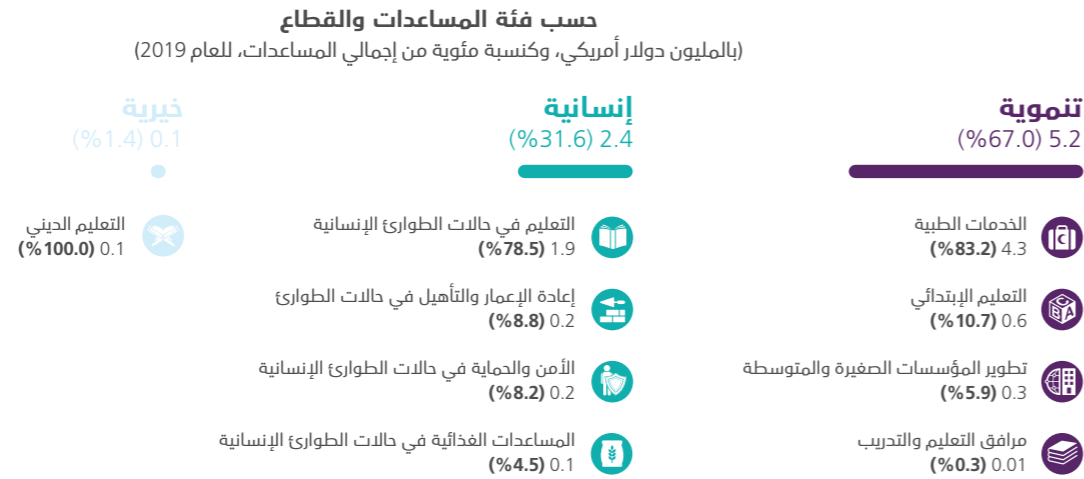 حسب فئة المساعدات والقطاع
(بالمليون دولار أمريكي، وكنسبة مئوية من إجمالي المساعدات، للعام 2019)
تنموية
5.2 (%67.0)
الخدمات الطبية
4.3 (%83.2)
التعليم الإبتدائي
0.6 (%10.7)
تطوير المؤسسات الصغيرة والمتوسطة
0.3 (%5.9)
مرافق التعليم والتدريب
0.01 (%0.3)
إنسانية
2.4 (%31.6)
التعليم في حالات الطوارئ الإنسانية
1.9 (%78.5)
إعادة الإعمار والتأهيل في حالات الطوارئ
0.2 (%8.8)
الأمن والحماية في حالات الطوارئ الإنسانية
0.2 (%8.2)
المساعدات الغذائية في حالات الطوارئ الإنسانية
0.1 (%4.5)
خيرية
0.1 (%1.4)
التعليم الديني
0.1 (%100.0)